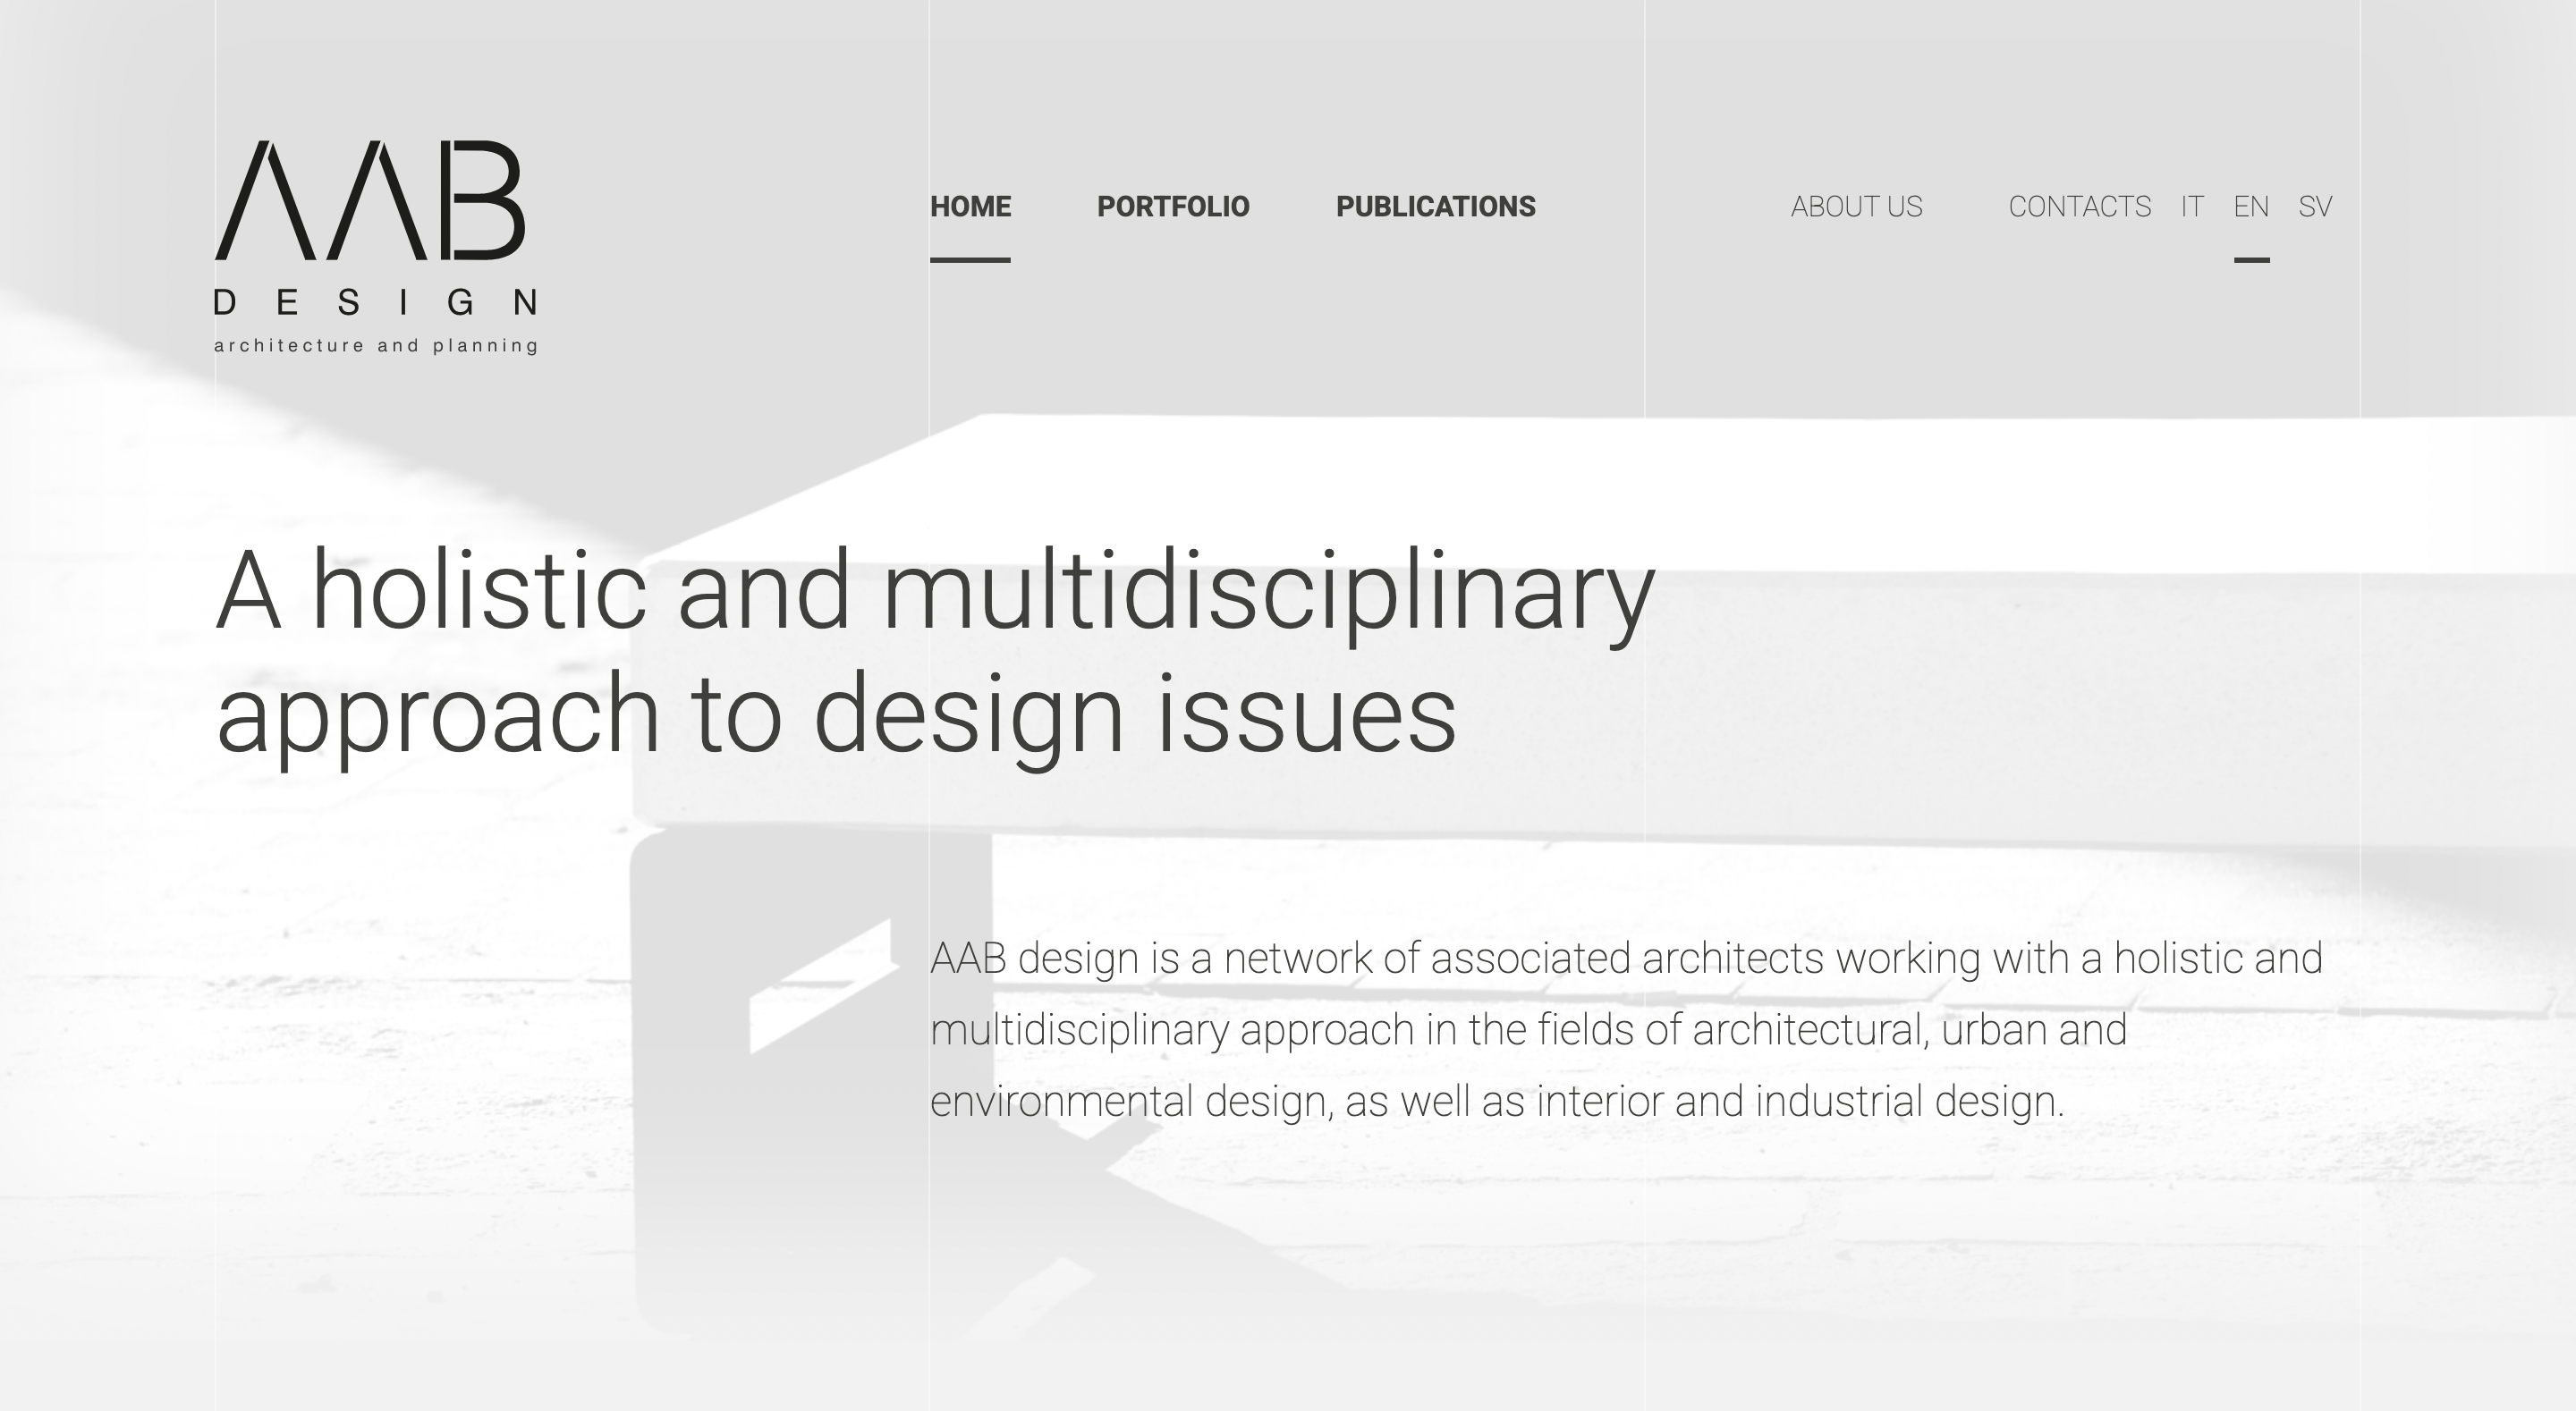 AAB
DESIGN
architecture and planning
HOME PORTFOLIO PUBLICATIONS ABOUT US CONTACTS IT EN SV
A holistic and multidisciplinary
approach to design issues
AAB design is a network of associated architects working with a holistic and
multidisciplinary approach in the fields of architectural, urban and
environmental design, as well as interior and industrial design.